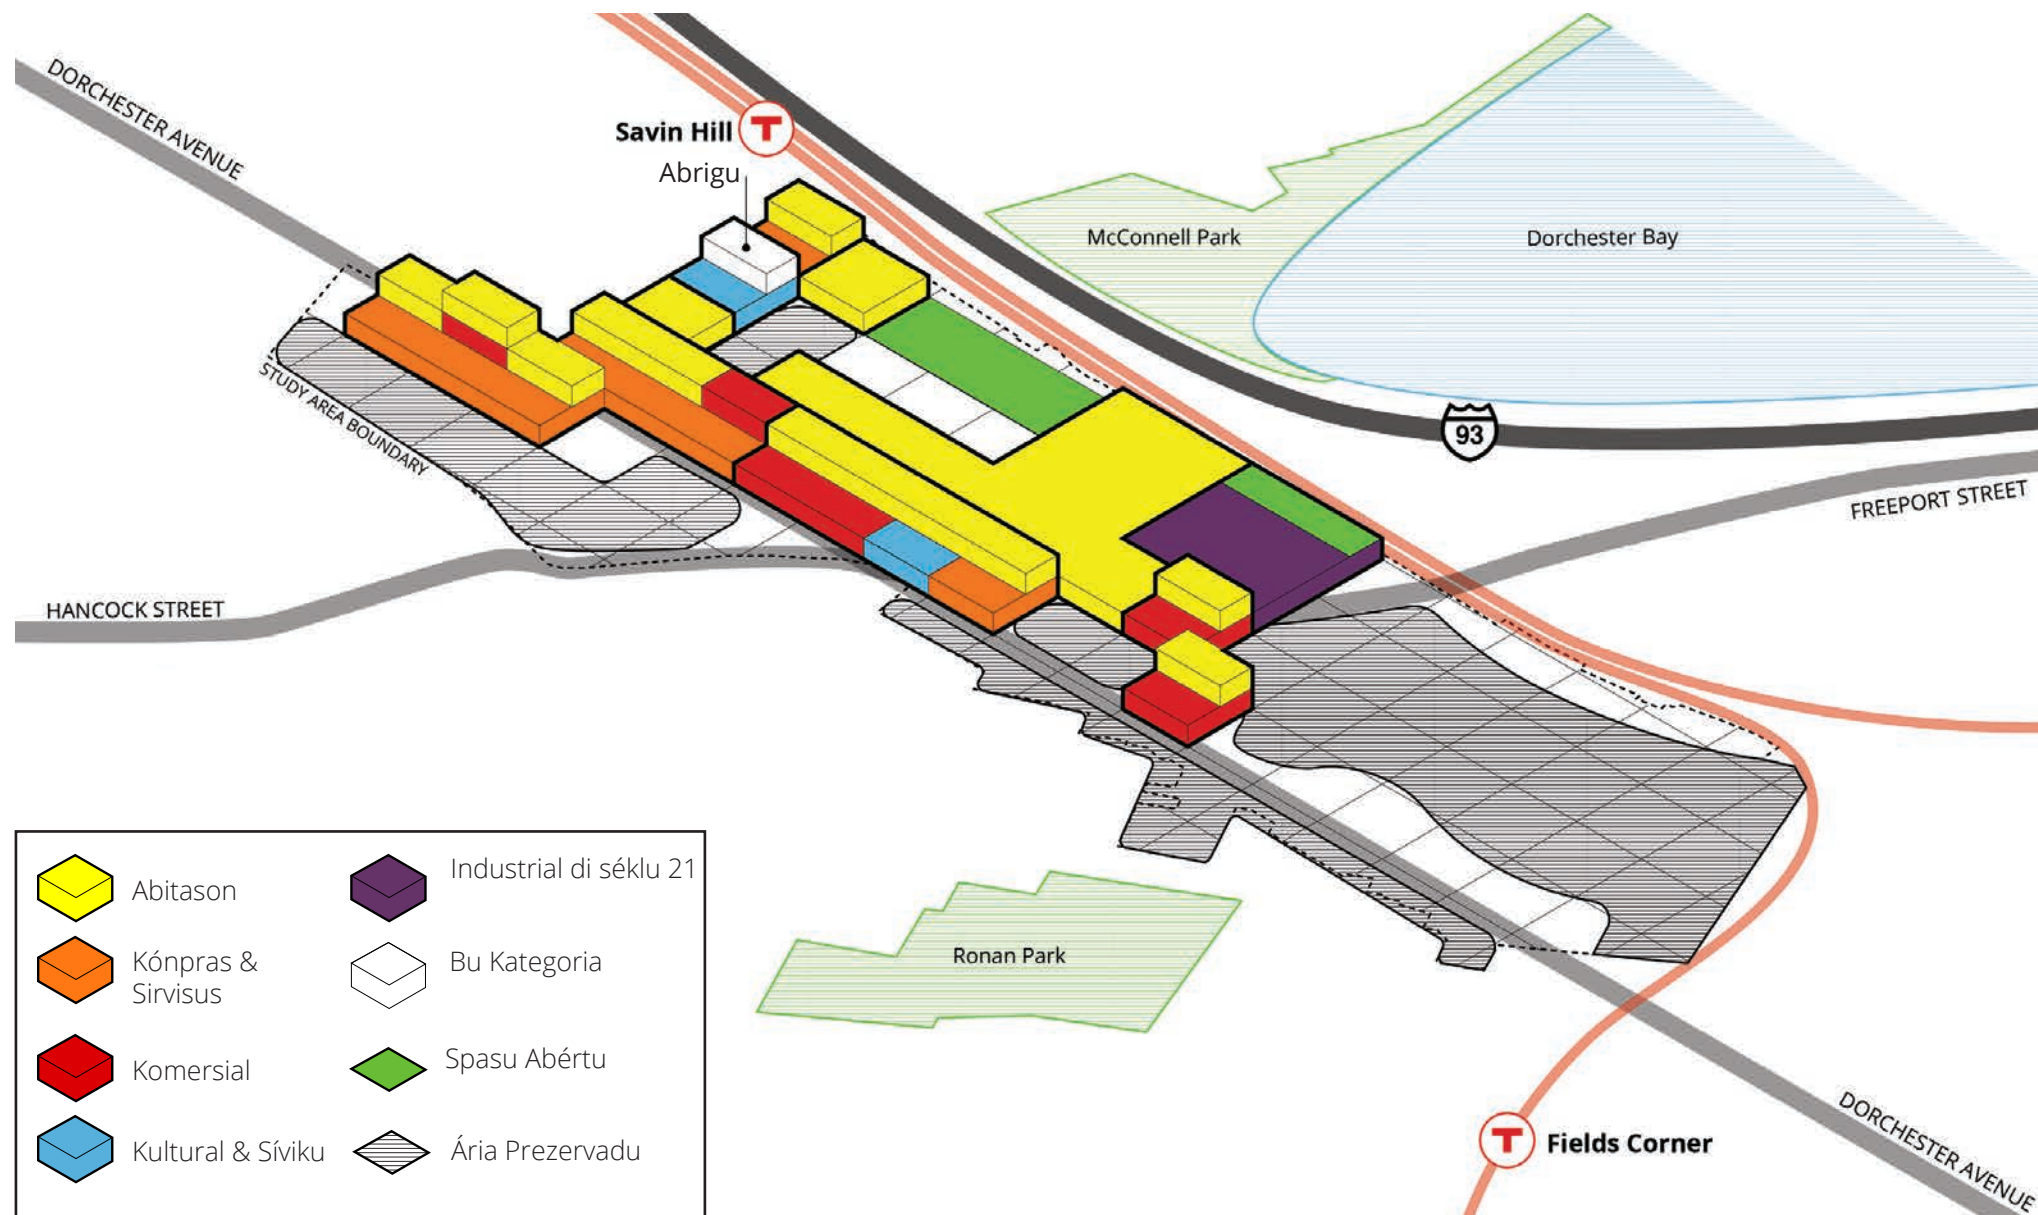 DORCHESTER AVENUE
Savin Hill
T
Abrigu
McConnell Park
Dorchester Bay
STUDY AREA BOUNDARY
93
FREEPORT STREET
HANCOCK STREET
Ronan Park
Abitason
Kónpras &
Sirvisus
Komersial
Kultural & Síviku
Industrial di séklu 21
Bu Kategoria
Spasu Abértu
Ária Prezervadu
T
Fields Corner
DORCHESTER AVENUE